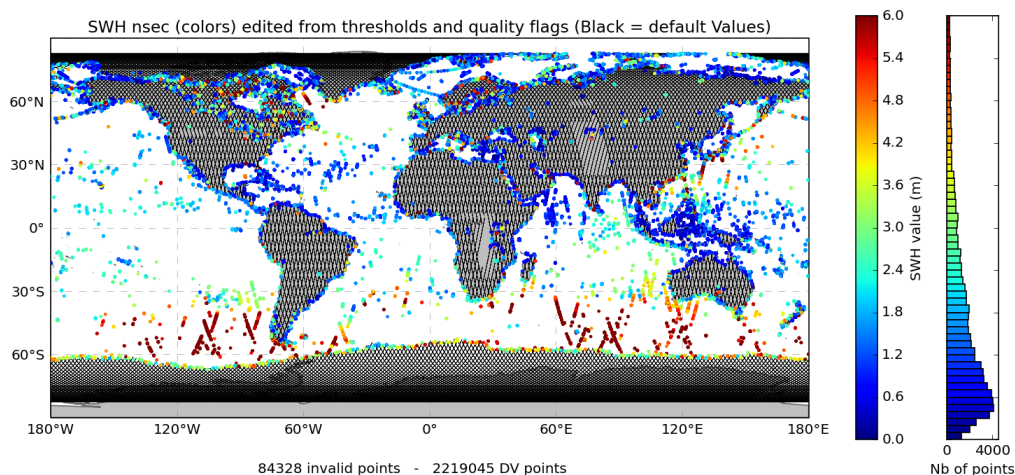 SWH nsec (colors) edited from thresholds and quality flags (Black = default Values)
60°N
30°N
0°
30°S
60°S
180°W 120°W 60°W 0° 60°E 120°E 180°E
84328 invalid points - 2219045 DV points
6.0
5.4
4.8
4.2
3.6
3.0
2.4
1.8
1.2
0.6
0.0
SWH value (m)
0 4000
Nb of points